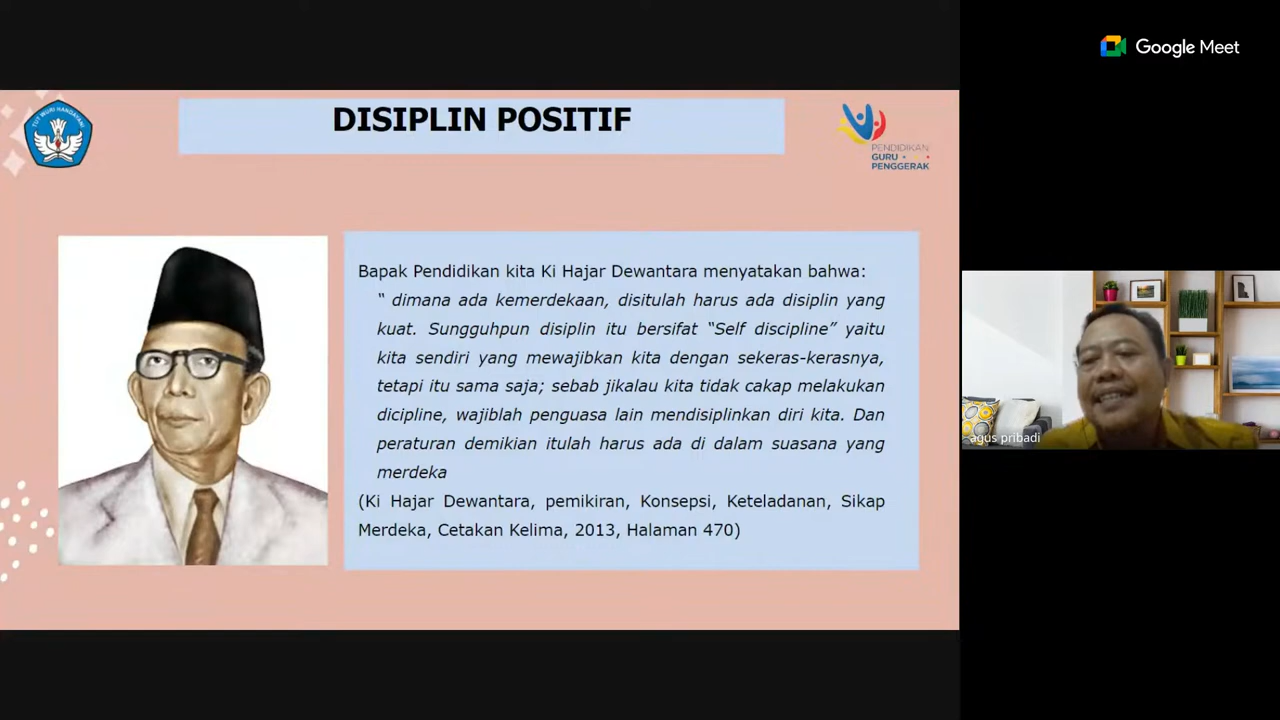 Google Meet
DISIPLIN POSITIF
TUT WURI HANDAYANI
PENDIDIKAN
GURU
PENGGERAK
Bapak Pendidikan kita Ki Hajar Dewantara menyatakan bahwa:
“ dimana ada kemerdekaan, disitulah harus ada disiplin yang
kuat. Sungguhpun disiplin itu bersifat “Self discipline” yaitu
kita sendiri yang mewajibkan kita dengan sekeras-kerasnya,
tetapi itu sama saja; sebab jikalau kita tidak cakap melakukan
dicipline, wajiblah penguasa lain mendisiplinkan diri kita. Dan
peraturan demikian itulah harus ada di dalam suasana yang
merdeka
(Ki Hajar Dewantara, pemikiran, Konsepsi, Keteladanan, Sikap
Merdeka, Cetakan Kelima, 2013, Halaman 470)
agus pribadi